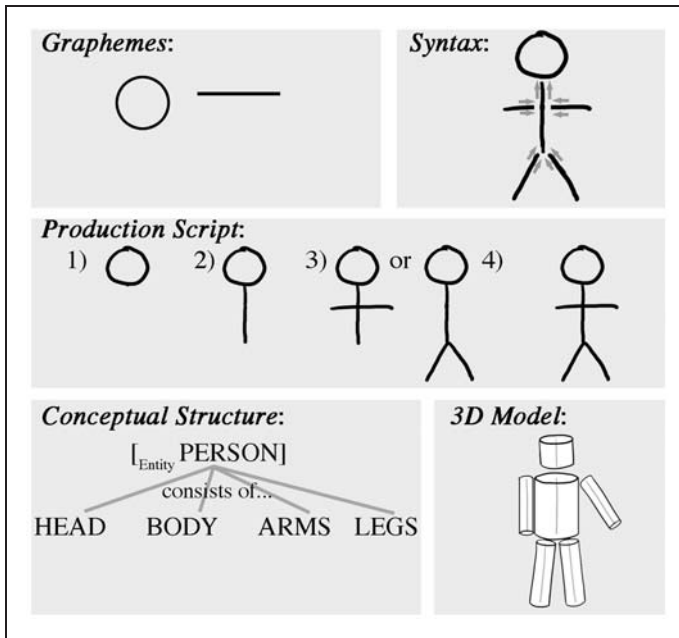 Graphemes:
Syntax:
Production Script:
1) 2) 3) or 4)
Conceptual Structure:
[Entity PERSON]
consists of...
HEAD BODY ARMS LEGS
3D Model: